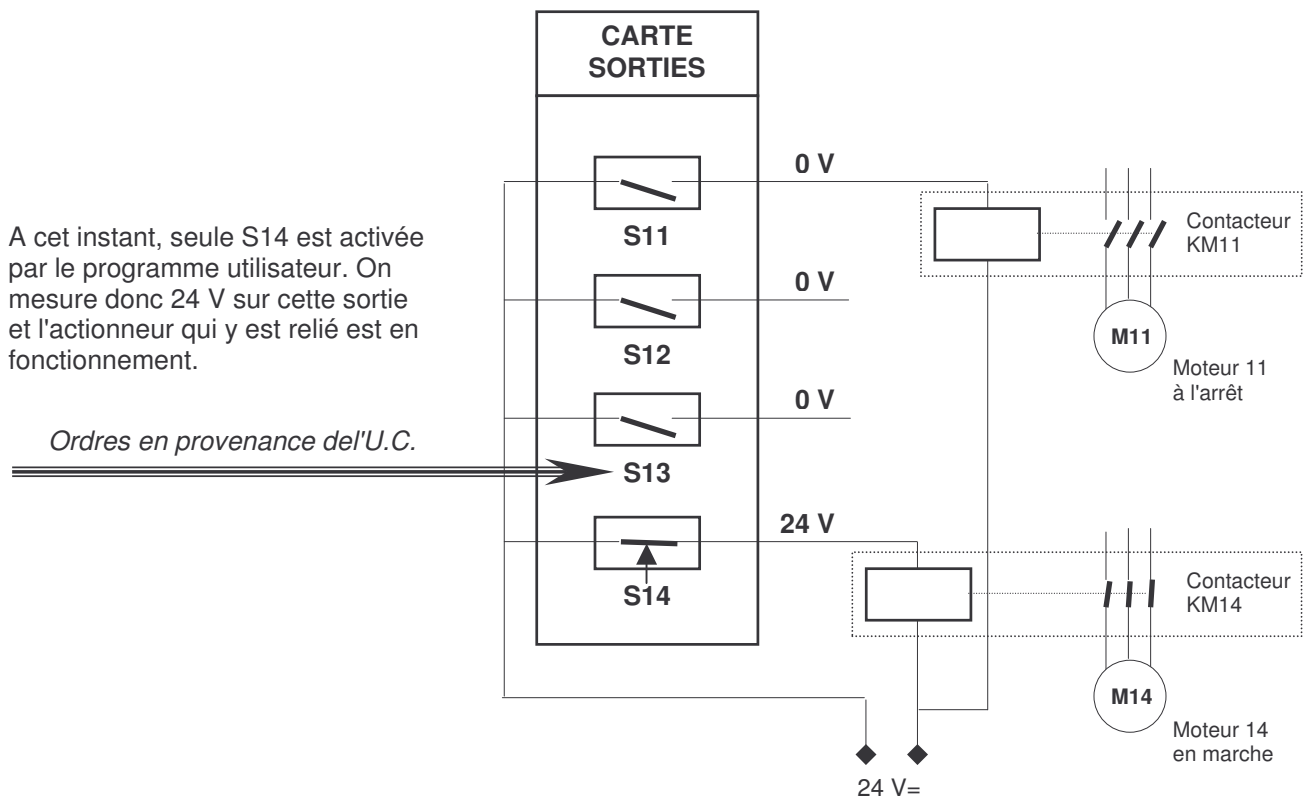 CARTE
SORTIES
0 V
S11
Contacteur
KM11
A cet instant, seule S14 est activée
par le programme utilisateur. On
mesure donc 24 V sur cette sortie
et l'actionneur qui y est relié est en
fonctionnement.
0 V
S12
M11
Moteur 11
à l'arrêt
0 V
Ordres en provenance del'U.C.
S13
24 V
S14
Contacteur
KM14
M14
Moteur 14
en marche
24 V=